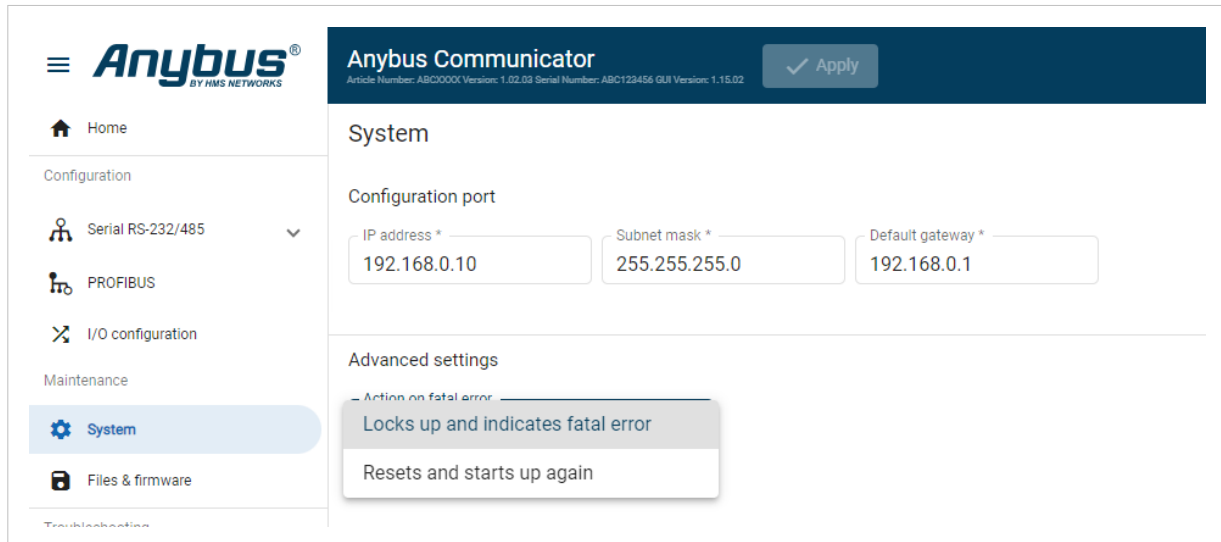 Anybus®
BY HMS NETWORKS
Anybus Communicator
Article Number: ABCXXXX Version: 1.02.03 Serial Number: ABC123456 GUI Version: 1.15.02
Apply
Home
Configuration
Serial RS-232/485
PROFIBUS
I/O configuration
Maintenance
System
Files & firmware
Troubleshooting
System
Configuration port
IP address *
192.168.0.10
Subnet mask *
255.255.255.0
Default gateway *
192.168.0.1
Advanced settings
Action on fatal error
Locks up and indicates fatal error
Resets and starts up again